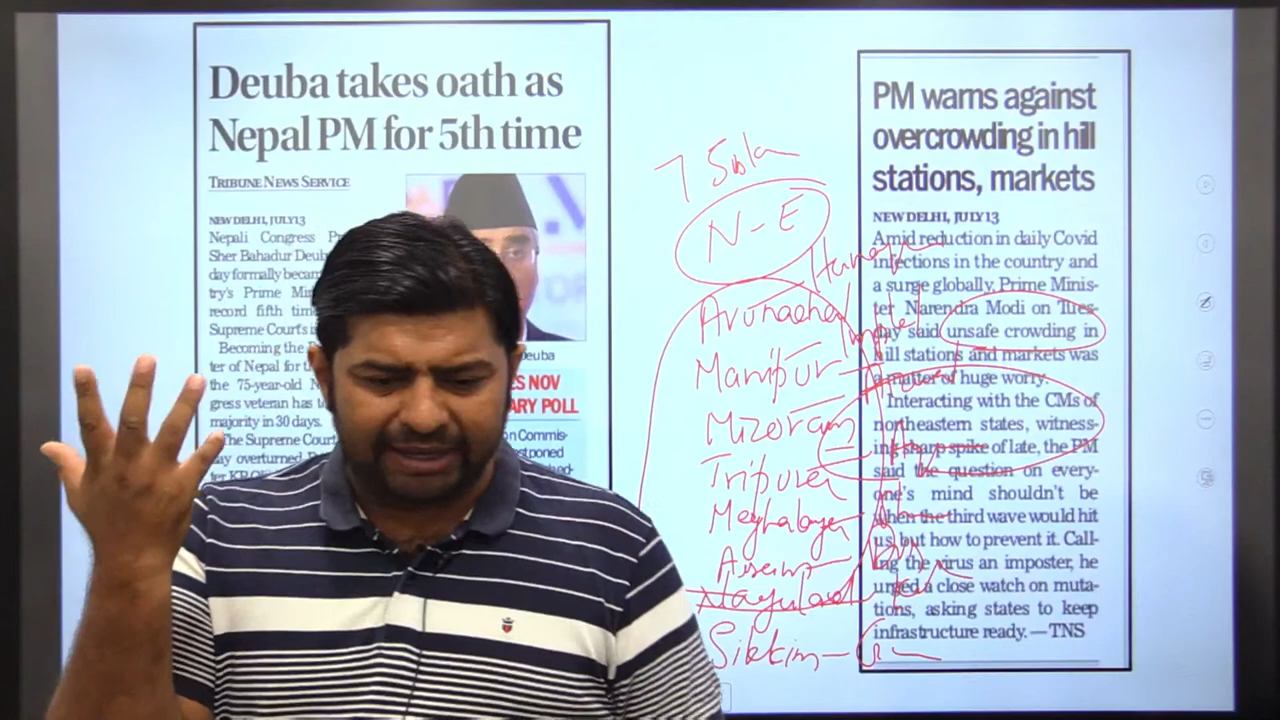 Deuba takes oath as
Nepal PM for 5th time
TRIBUNE NEWS SERVICE
NEW DELHI, JULY 13
Nepali Congress Pr
Sher Bahadur Deub
day formally becam
try's Prime Min
record fifth tim
Supreme Court's i
Becoming the
ter of Nepal for t
the 75-year-old N
gress veteran has t
majority in 30 days.
The Supreme Court
day overturned
ter KP O
Deuba
ES NOV
ARY POLL
on Commis-
stponed
7 Sister
N-E
Arunachal
Manipur
Mizoram
Tripura
Meghalaya
Assam
Nagaland
Sikkim
PM warns against
overcrowding in hill
stations, markets
NEW DELHI, JULY 13
Amid reduction in daily Covid
infections in the country and
a surge globally, Prime Minis-
ter Narendra Modi on Tues-
day said unsafe crowding in
hill stations and markets was
a matter of huge worry.
Interacting with the CMs of
northeastern states, witness-
ing sharp spike of late, the PM
said the question on every-
one's mind shouldn't be
when the third wave would hit
us, but how to prevent it. Call-
ing the virus an imposter, he
urged a close watch on muta-
tions, asking states to keep
infrastructure ready. — TNS